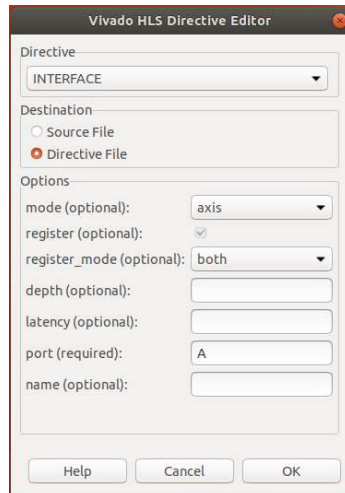 Vivado HLS Directive Editor
Directive
INTERFACE
Destination
Source File
Directive File
Options
mode (optional): axis
register (optional):
register_mode (optional): both
depth (optional):
latency (optional):
port (required): A
name (optional):
Help Cancel OK